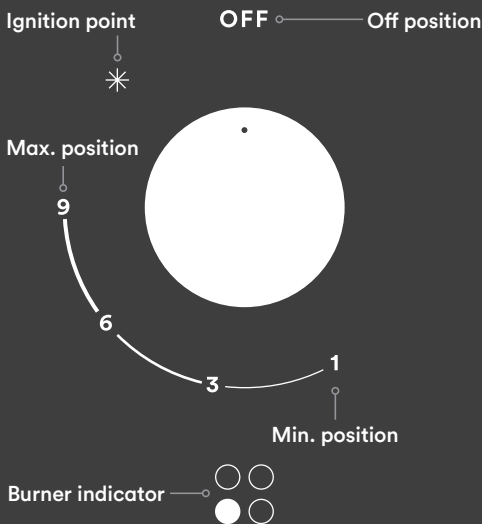 Ignition point
OFF
Off position
Max. position
9
6
3
1
Min. position
Burner indicator